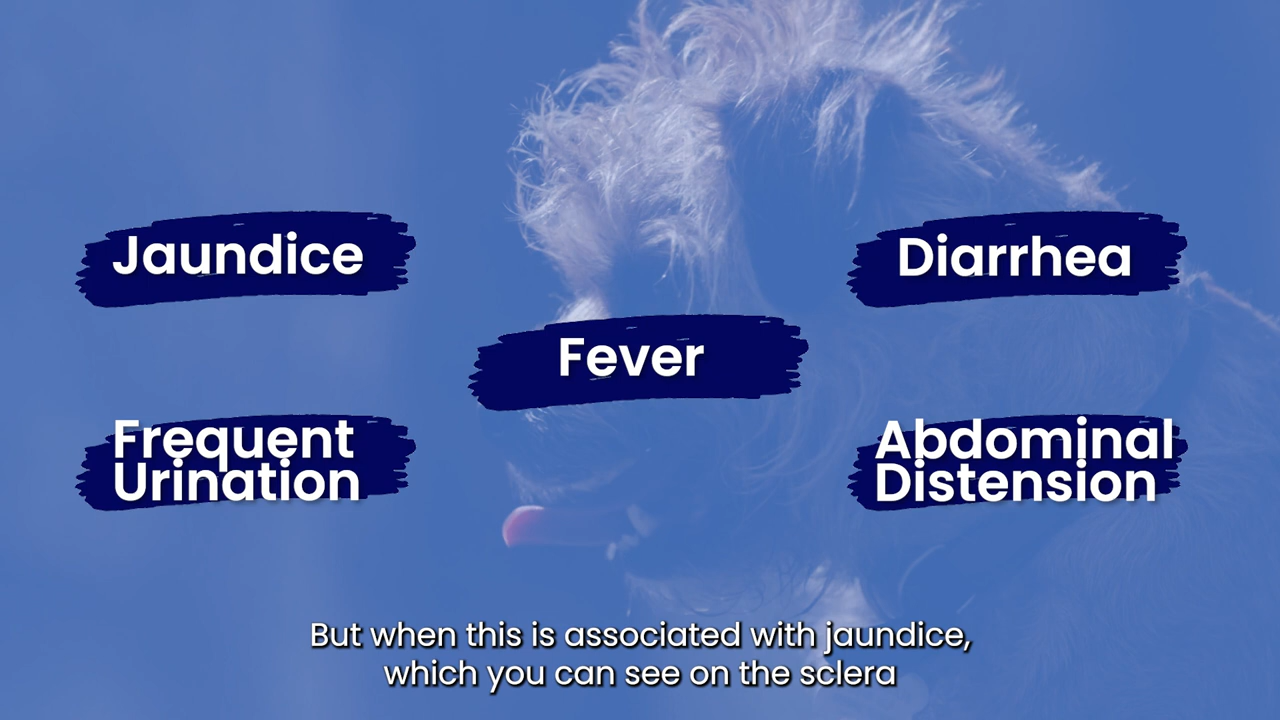 Jaundice
Diarrhea
Fever
Frequent
Urination
Abdominal
Distension
But when this is associated with jaundice,
which you can see on the sclera